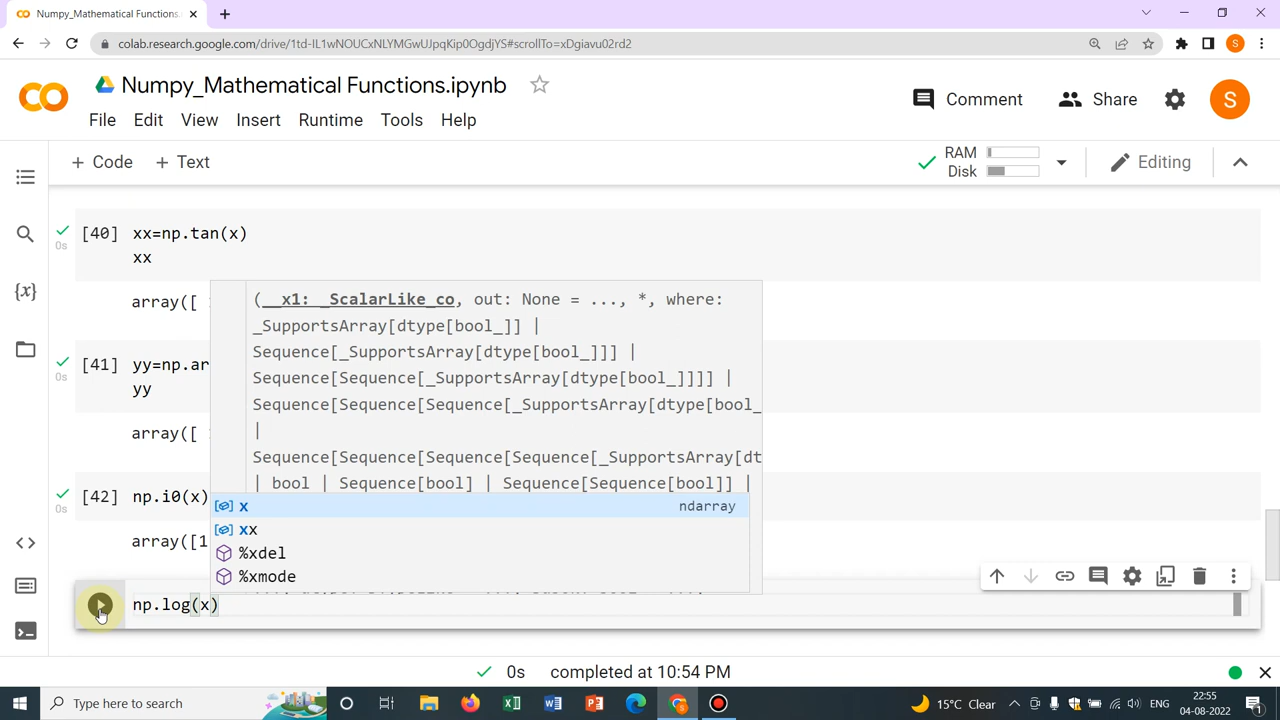 Numpy_Mathematical Functions.
colab.research.google.com/drive/1td-IL1wNOUCxNLYMGwUJpqKip0OgdjYS#scrollTo=xDgiavu02rd2
S
Numpy_Mathematical Functions.ipynb
Comment
Share
S
File Edit View Insert Runtime Tools Help
+ Code + Text
RAM
Disk
Editing
[40] xx=np.tan(x)
0s
xx
array([
(__x1: _ScalarLike_co, out: None = ..., *, where:
_SupportsArray[dtype[bool_]] |
Sequence[_SupportsArray[dtype[bool_]]] |
Sequence[Sequence[_SupportsArray[dtype[bool_]]]] |
Sequence[Sequence[Sequence[_SupportsArray[dtype[bool_
|
Sequence[Sequence[Sequence[Sequence[_SupportsArray[dt
| bool | Sequence[bool] | Sequence[Sequence[bool]] |
[41] yy=np.ar
0s
yy
array([
[42] np.i0(x)
0s
array([1
x ndarray
xx
%xdel
%xmode
np.log(x)
0s completed at 10:54 PM
Type here to search
15°C Clear
ENG
22:55
04-08-2022